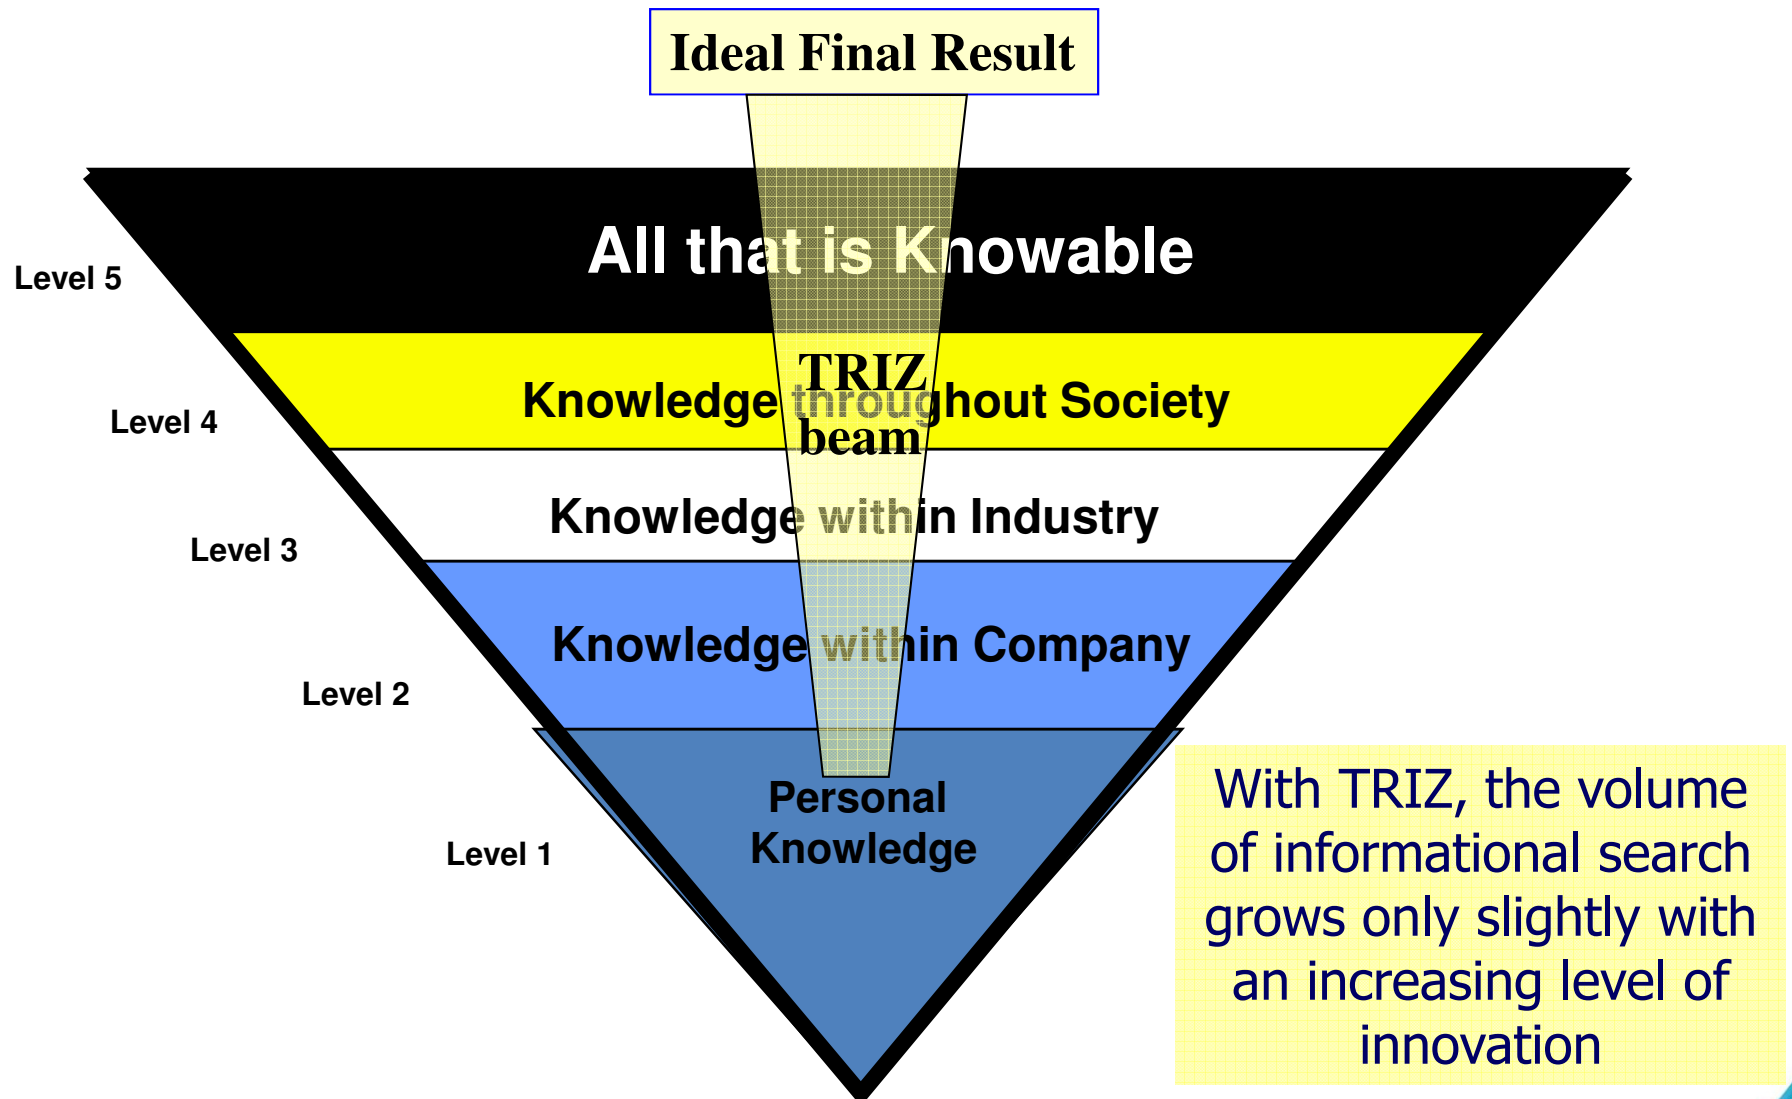 Ideal Final Result
All that is Knowable
Level 5
TRIZ
beam
Knowledge throughout Society
Level 4
Knowledge within Industry
Level 3
Knowledge within Company
Level 2
Personal
Knowledge
Level 1
With TRIZ, the volume
of informational search
grows only slightly with
an increasing level of
innovation